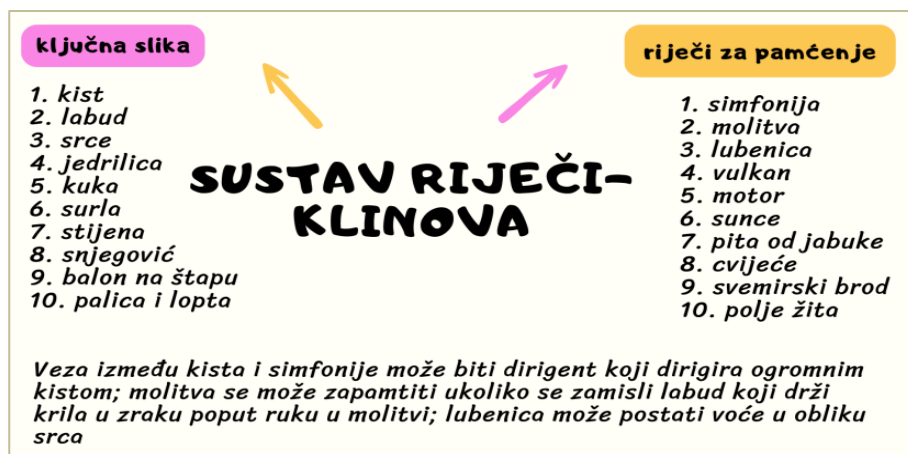 ključna slika
1. kist
2. labud
3. srce
4. jedrilica
5. kuka
6. surla
7. stijena
8. snjegović
9. balon na štapu
10. palica i lopta
SUSTAV RIJEČI-
KLINOVA
riječi za pamćenje
1. simfonija
2. molitva
3. lubenica
4. vulkan
5. motor
6. sunce
7. pita od jabuke
8. cvijeće
9. svemirski brod
10. polje žita
Veza između kista i simfonije može biti dirigent koji dirigira ogromnim
kistom; molitva se može zapamtiti ukoliko se zamisli labud koji drži
krila u zraku poput ruku u molitvi; lubenica može postati voće u obliku
srca